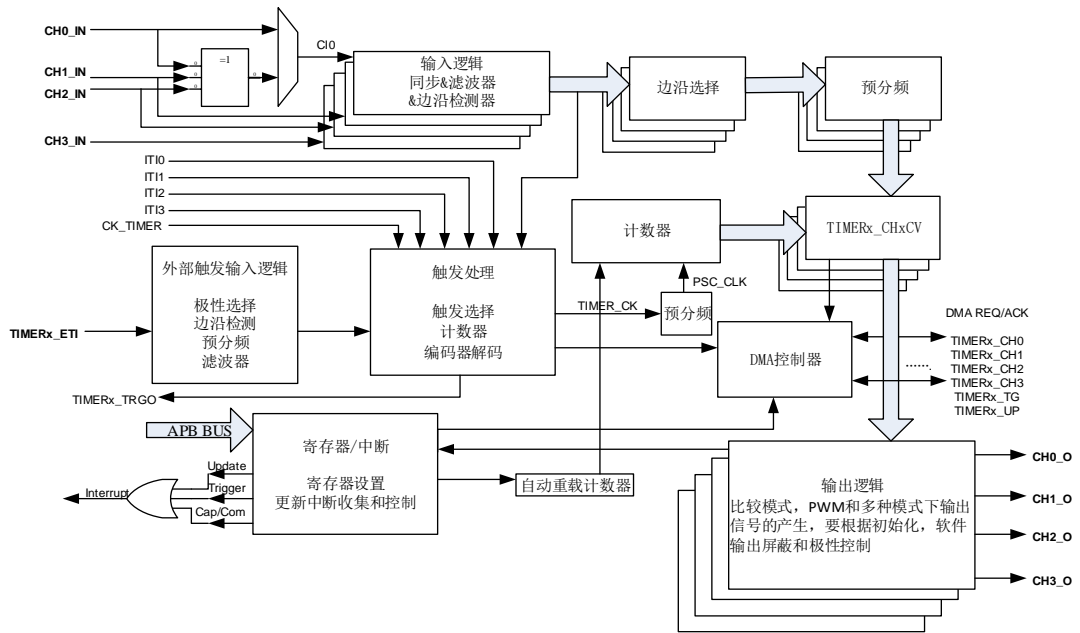 CH0_IN
CH1_IN
CH2_IN
CH3_IN
=1
CI0
输入逻辑
同步&滤波器
&边沿检测器
边沿选择
预分频
ITI0
ITI1
ITI2
ITI3
CK_TIMER
外部触发输入逻辑
极性选择
边沿检测
预分频
滤波器
TIMERx_ETI
触发处理
触发选择
计数器
编码器解码
TIMERx_TRGO
计数器
PSC_CLK
TIMER_CK
预分频
TIMERx_CHxCV
DMA控制器
DMA REQ/ACK
TIMERx_CH0
TIMERx_CH1
TIMERx_CH2
TIMERx_CH3
TIMERx_TG
TIMERx_UP
APB BUS
寄存器/中断
寄存器设置
更新中断收集和控制
Update
Trigger
Cap/Com
Interrupt
自动重载计数器
输出逻辑
比较模式，PWM和多种模式下输出
信号的产生，要根据初始化，软件
输出屏蔽和极性控制
CH0_O
CH1_O
CH2_O
CH3_O